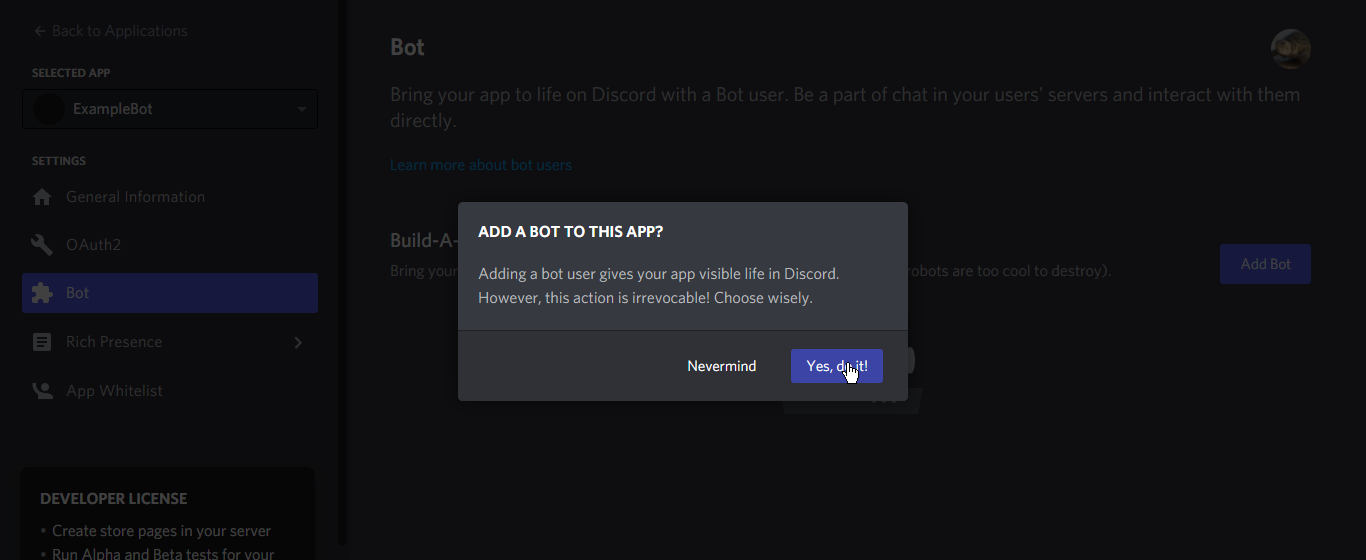 ← Back to Applications
SELECTED APP
ExampleBot
SETTINGS
General Information
OAuth2
Bot
Rich Presence
App Whitelist
DEVELOPER LICENSE
• Create store pages in your server
• Run Alpha and Beta tests for your
Bot
Bring your app to life on Discord with a Bot user. Be a part of chat in your users' servers and interact with them
directly.
Learn more about bot users
Build-A-
Bring your robots are too cool to destroy).
Add Bot
ADD A BOT TO THIS APP?
Adding a bot user gives your app visible life in Discord.
However, this action is irrevocable! Choose wisely.
Nevermind
Yes, do it!